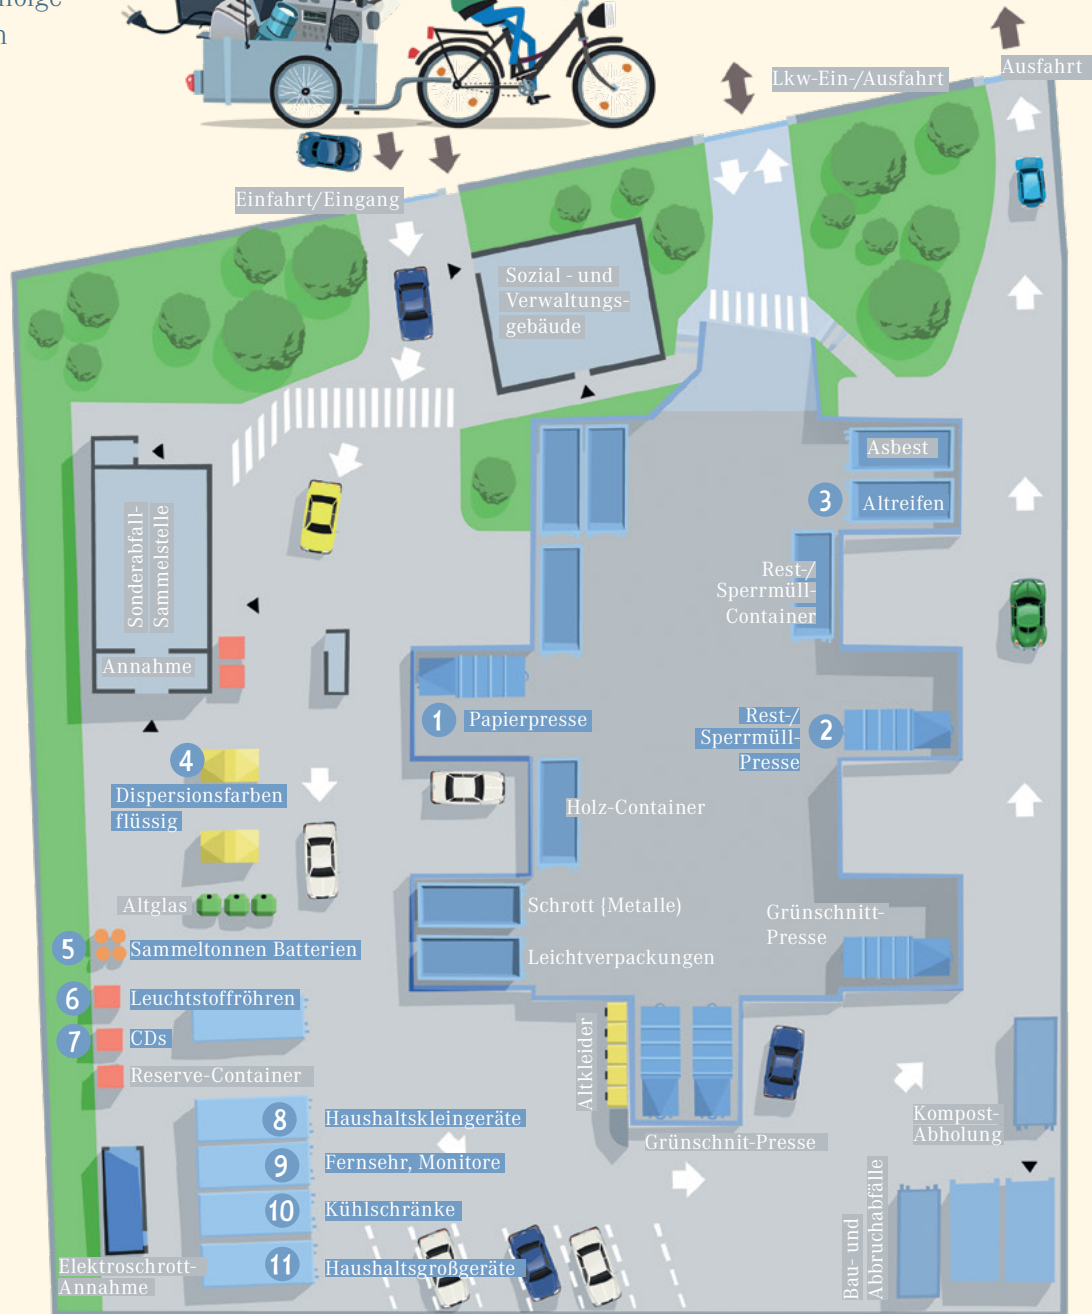 n
Lkw-Ein-/Ausfahrt
Ausfahrt
Einfahrt/Eingang
Sozial - und
Verwaltungs-
gebäude
Asbest
3 Altreifen
Sonderabfall-
Sammelstelle
Annahme
Rest-/
Sperrmüll-
Container
1 Papierpresse
Rest-/
Sperrmüll-
Presse
2
4
Dispersionsfarben
flüssig
Holz-Container
Altglas
Schrott {Metalle)
Grünschnitt-
Presse
5 Sammeltonnen Batterien
Leichtverpackungen
6 Leuchtstoffröhren
7 CDs
Reserve-Container
Altkleider
8 Haushaltskleingeräte
Grünschnit-Presse
Kompost-
Abholung
9 Fernsehr, Monitore
10 Kühlschränke
11 Haushaltsgroßgeräte
Elektroschrott-
Annahme
Bau- und
Abbruchabfälle